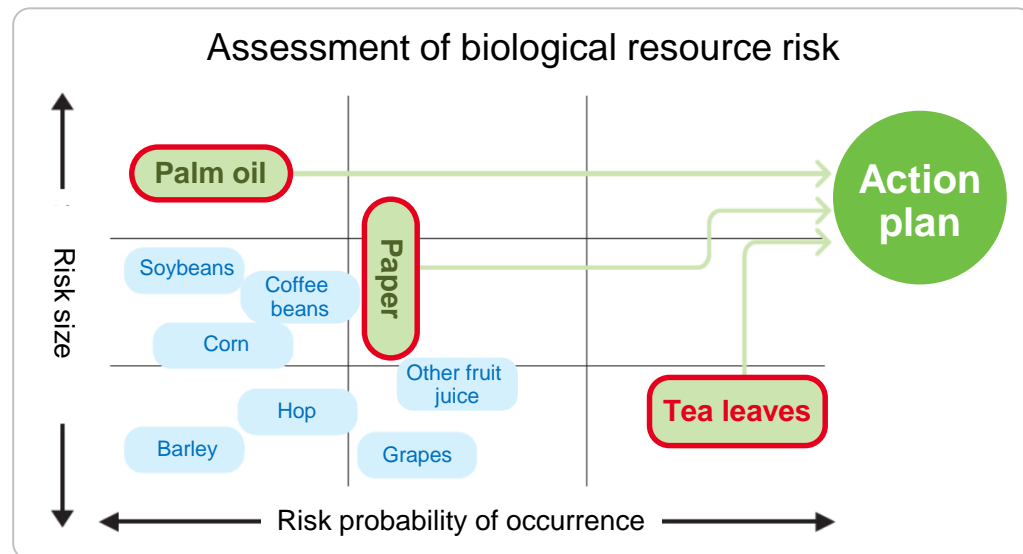 Assessment of biological resource risk
Palm oil
Action
plan
Paper
Risk size
Soybeans
Coffee
beans
Corn
Other fruit
juice
Hop
Tea leaves
Barley
Grapes
Risk probability of occurrence